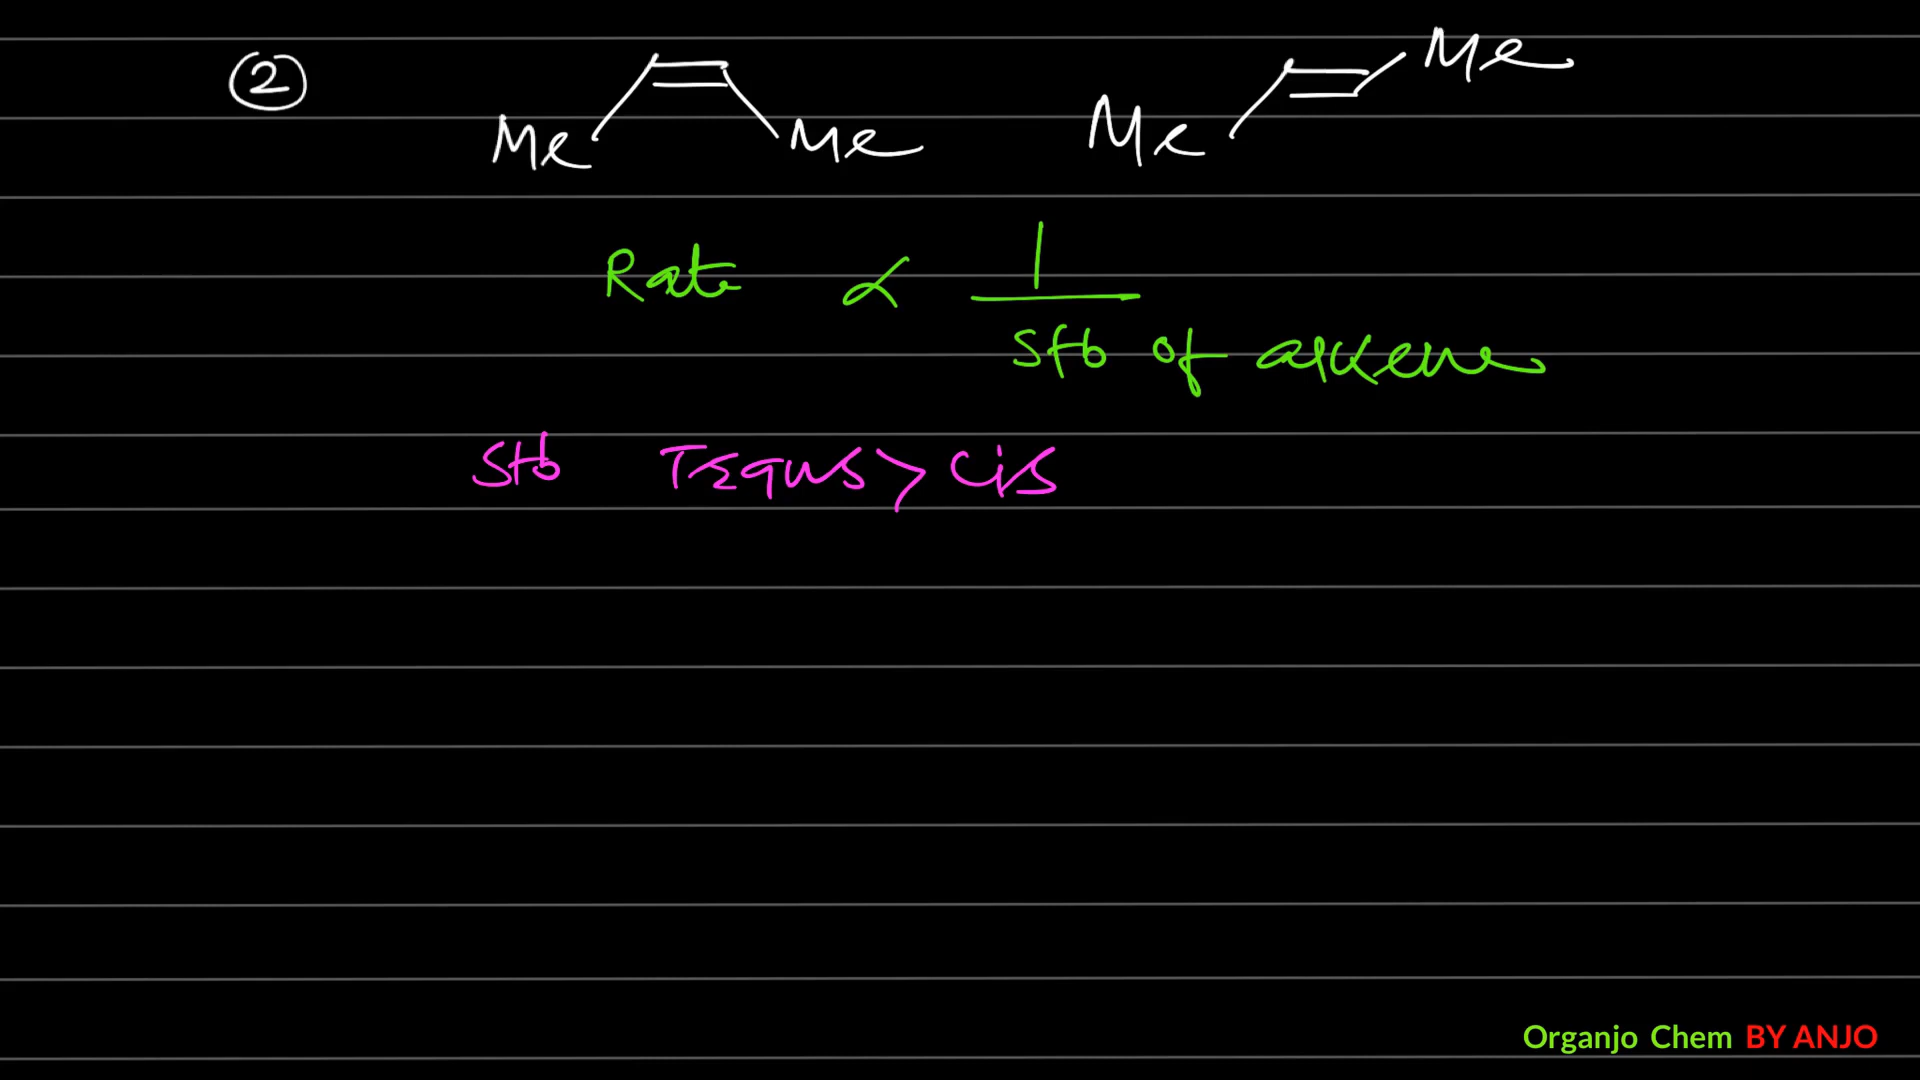 ② Me Me Me Me
Rate ∝ 1
Stb of alkene
Stb Trans > Cis
Organjo Chem BY ANJO